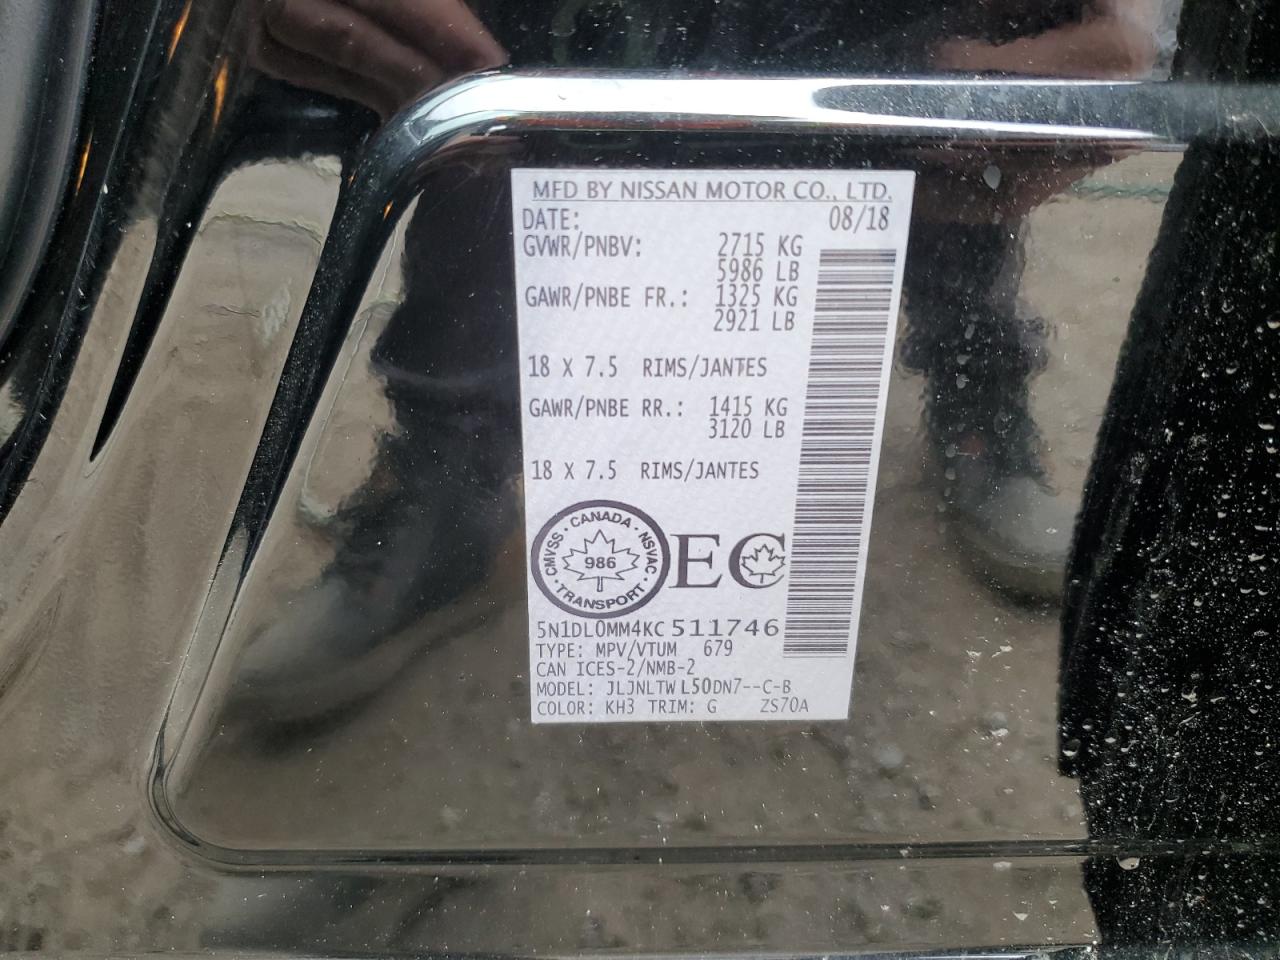 MFD BY NISSAN MOTOR CO., LTD.
DATE: 08/18
GVWR/PNBV: 2715 KG
5986 LB
GAWR/PNBE FR.: 1325 KG
2921 LB
18 X 7.5 RIMS/JANTES
GAWR/PNBE RR.: 1415 KG
3120 LB
18 X 7.5 RIMS/JANTES
CMVSS · CANADA · NSVAC
986
· TRANSPORT ·
EC
5N1DL0MM4KC511746
TYPE: MPV/VTUM 679
CAN ICES-2/NMB-2
MODEL: JLJNLTWL50DN7--C-B
COLOR: KH3 TRIM: G ZS70A